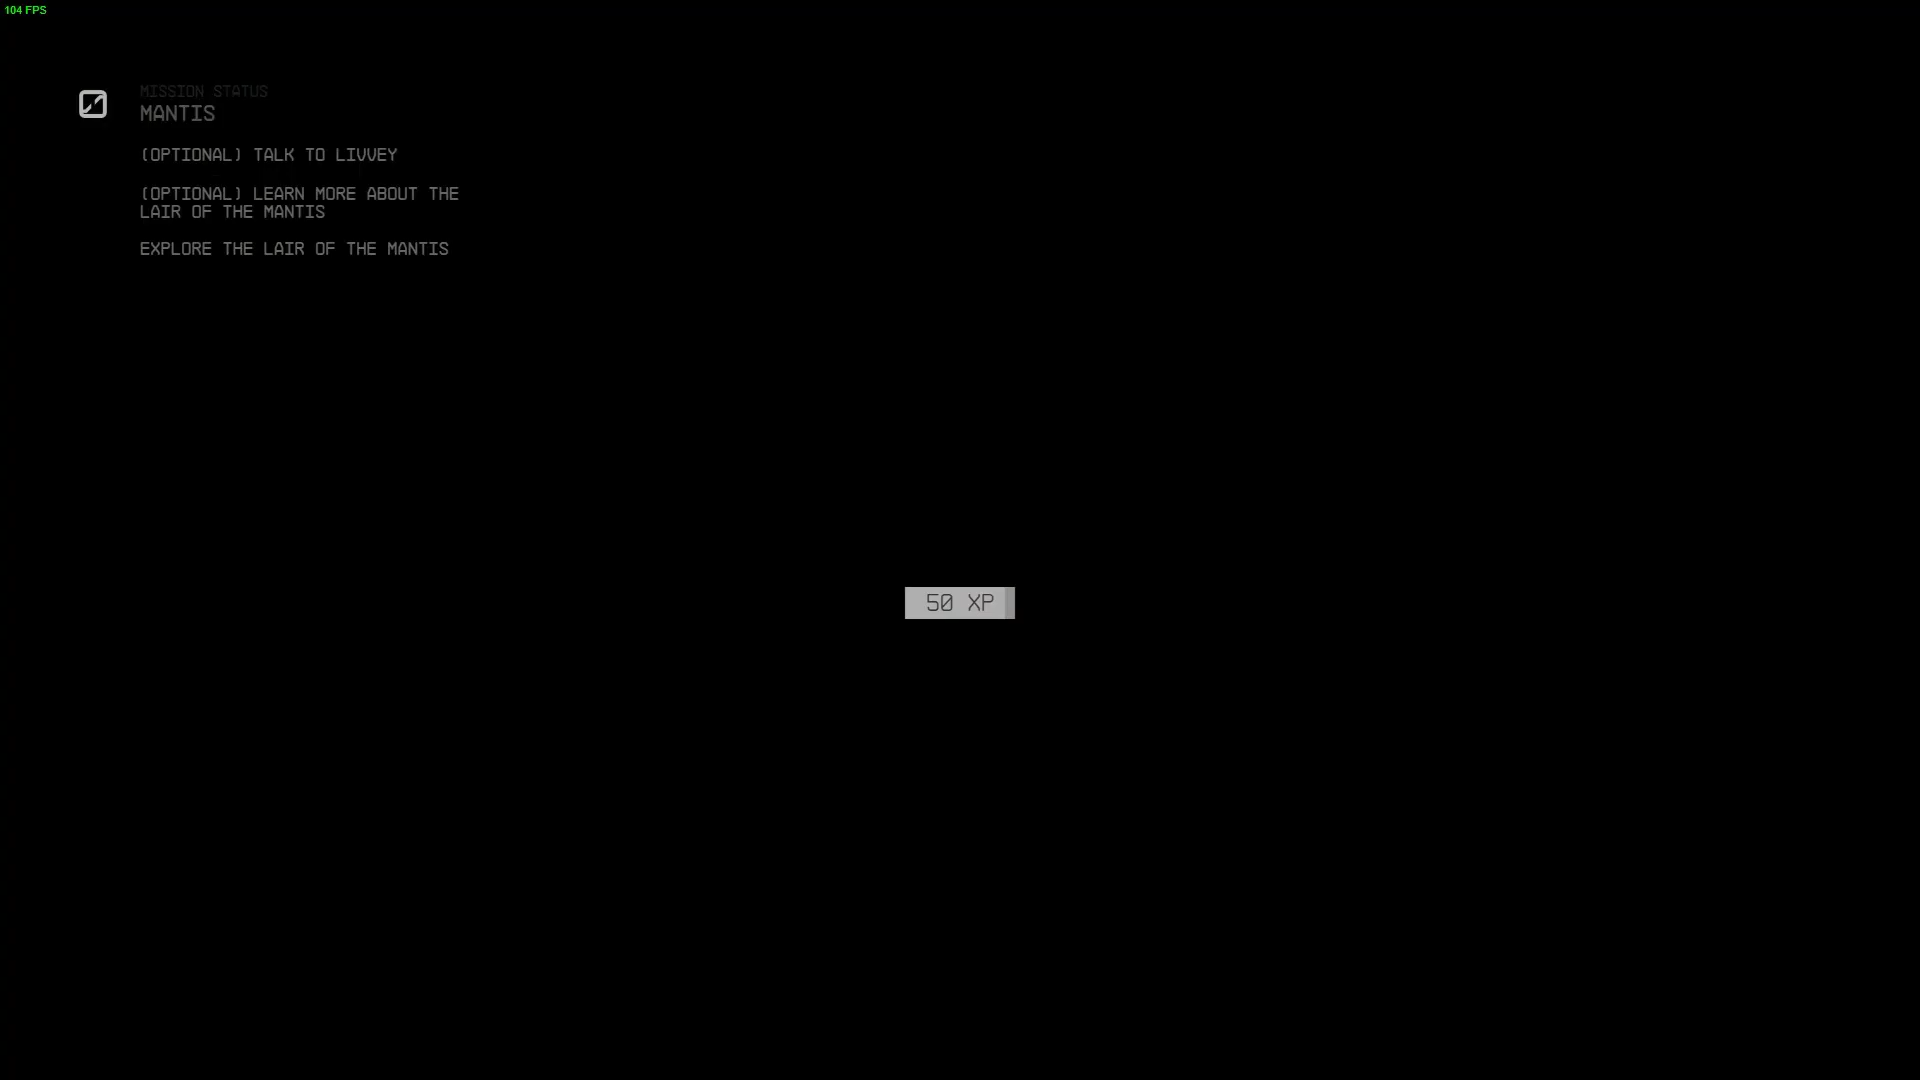 104 FPS
MISSION STATUS
MANTIS
(OPTIONAL) TALK TO LIVVEY
(OPTIONAL) LEARN MORE ABOUT THE
LAIR OF THE MANTIS
EXPLORE THE LAIR OF THE MANTIS
50 XP